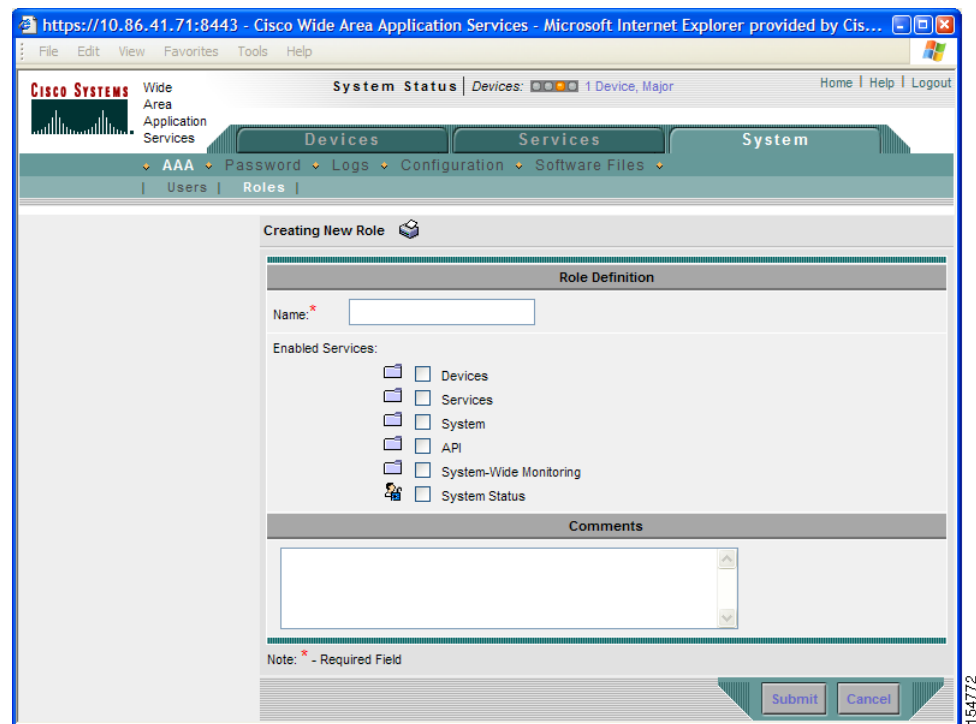 https://10.86.41.71:8443 - Cisco Wide Area Application Services - Microsoft Internet Explorer provided by Cis...
File Edit View Favorites Tools Help
CISCO SYSTEMS
Wide
Area
Application
Services
System Status | Devices: 1 Device, Major
Home | Help | Logout
Devices Services System
AAA Password Logs Configuration Software Files
| Users | Roles |
Creating New Role
Role Definition
Name:*
Enabled Services:
Devices
Services
System
API
System-Wide Monitoring
System Status
Comments
Note: * - Required Field
Submit Cancel
154772